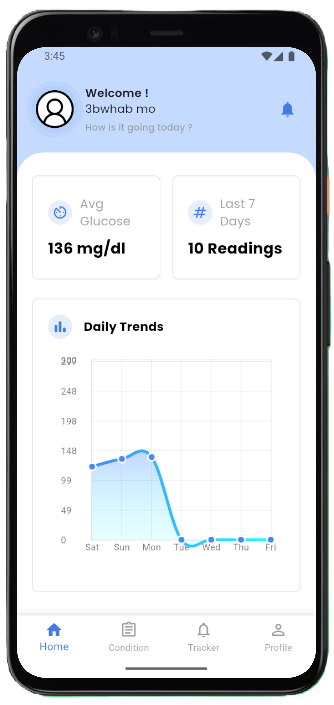 3:45
Welcome !
3bwhab mo
How is it going today ?
Avg
Glucose
136 mg/dl
Last 7
Days
10 Readings
Daily Trends
248
198
148
99
49
0
Sat Sun Mon Tue Wed Thu Fri
Home Condition Tracker Profile